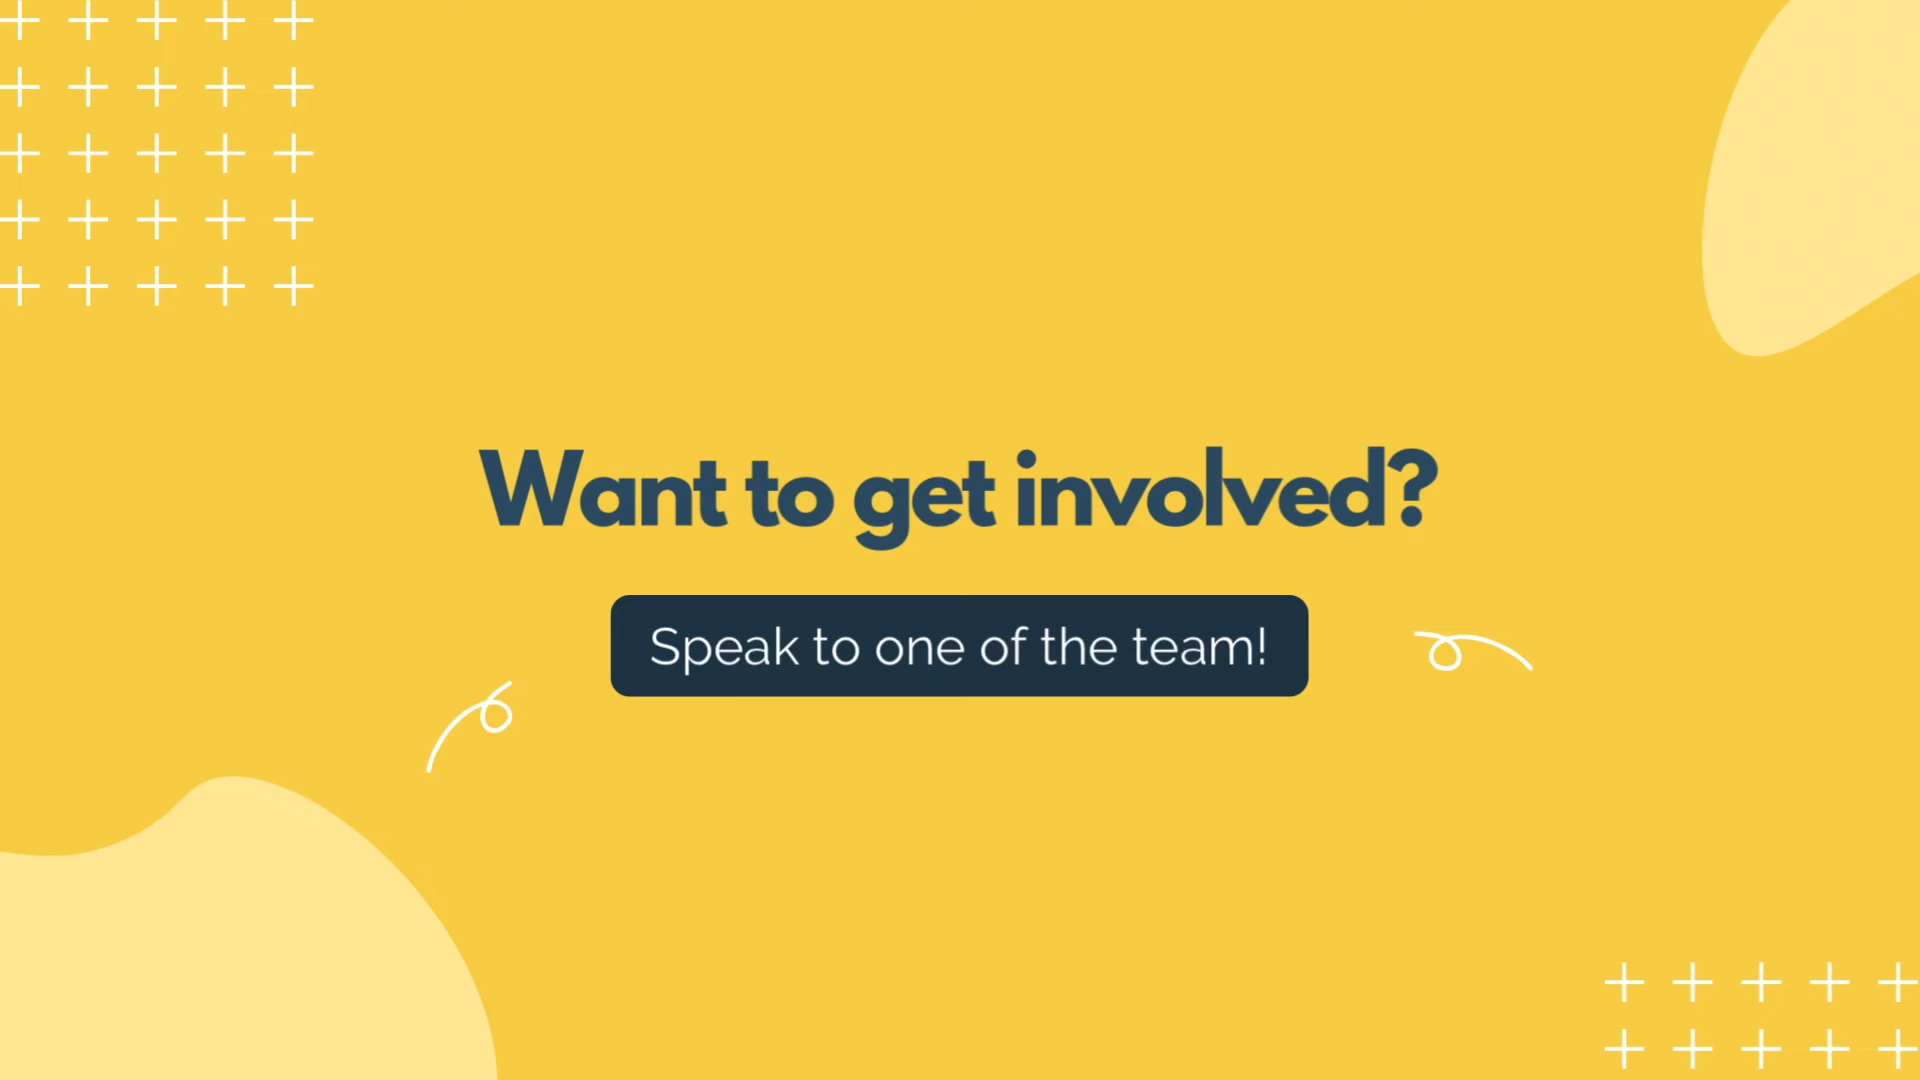 Want to get involved?
Speak to one of the team!